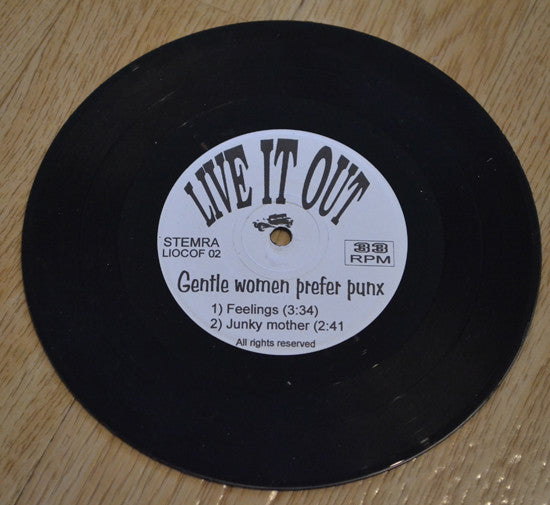 LIVE IT OUT
STEMRA
LIOCOF 02
33
RPM
Gentle women prefer punx
1) Feelings (3:34)
2) Junky mother (2:41
All rights reserved